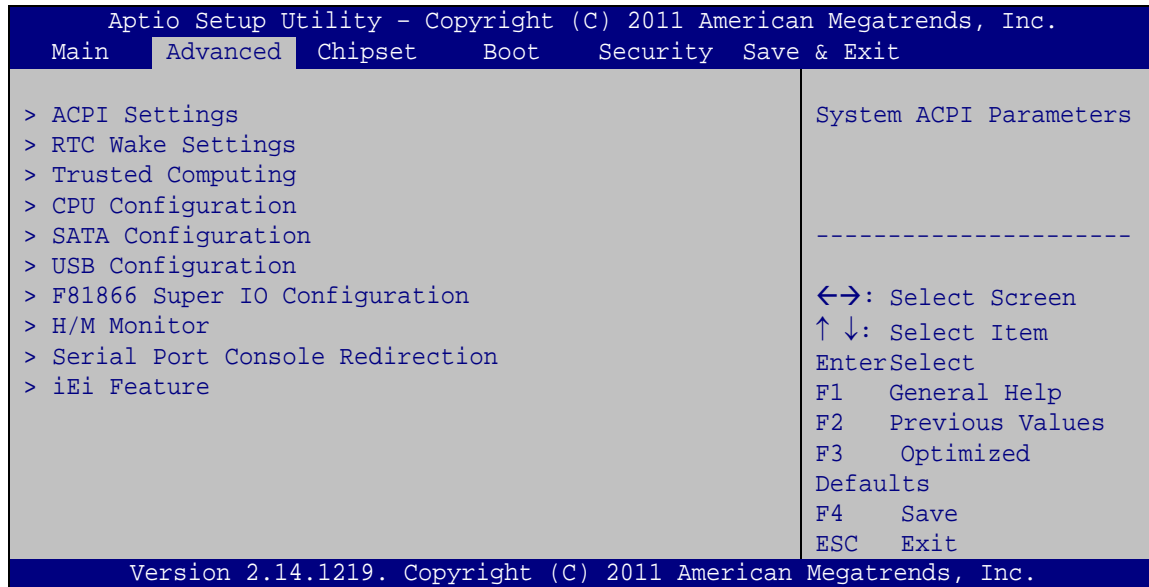 Aptio Setup Utility – Copyright (C) 2011 American Megatrends, Inc.
Main Advanced Chipset Boot Security Save & Exit
> ACPI Settings
> RTC Wake Settings
> Trusted Computing
> CPU Configuration
> SATA Configuration
> USB Configuration
> F81866 Super IO Configuration
> H/M Monitor
> Serial Port Console Redirection
> iEi Feature
System ACPI Parameters
----------------------
←→: Select Screen
↑ ↓: Select Item
EnterSelect
F1 General Help
F2 Previous Values
F3 Optimized
Defaults
F4 Save
ESC Exit
Version 2.14.1219. Copyright (C) 2011 American Megatrends, Inc.